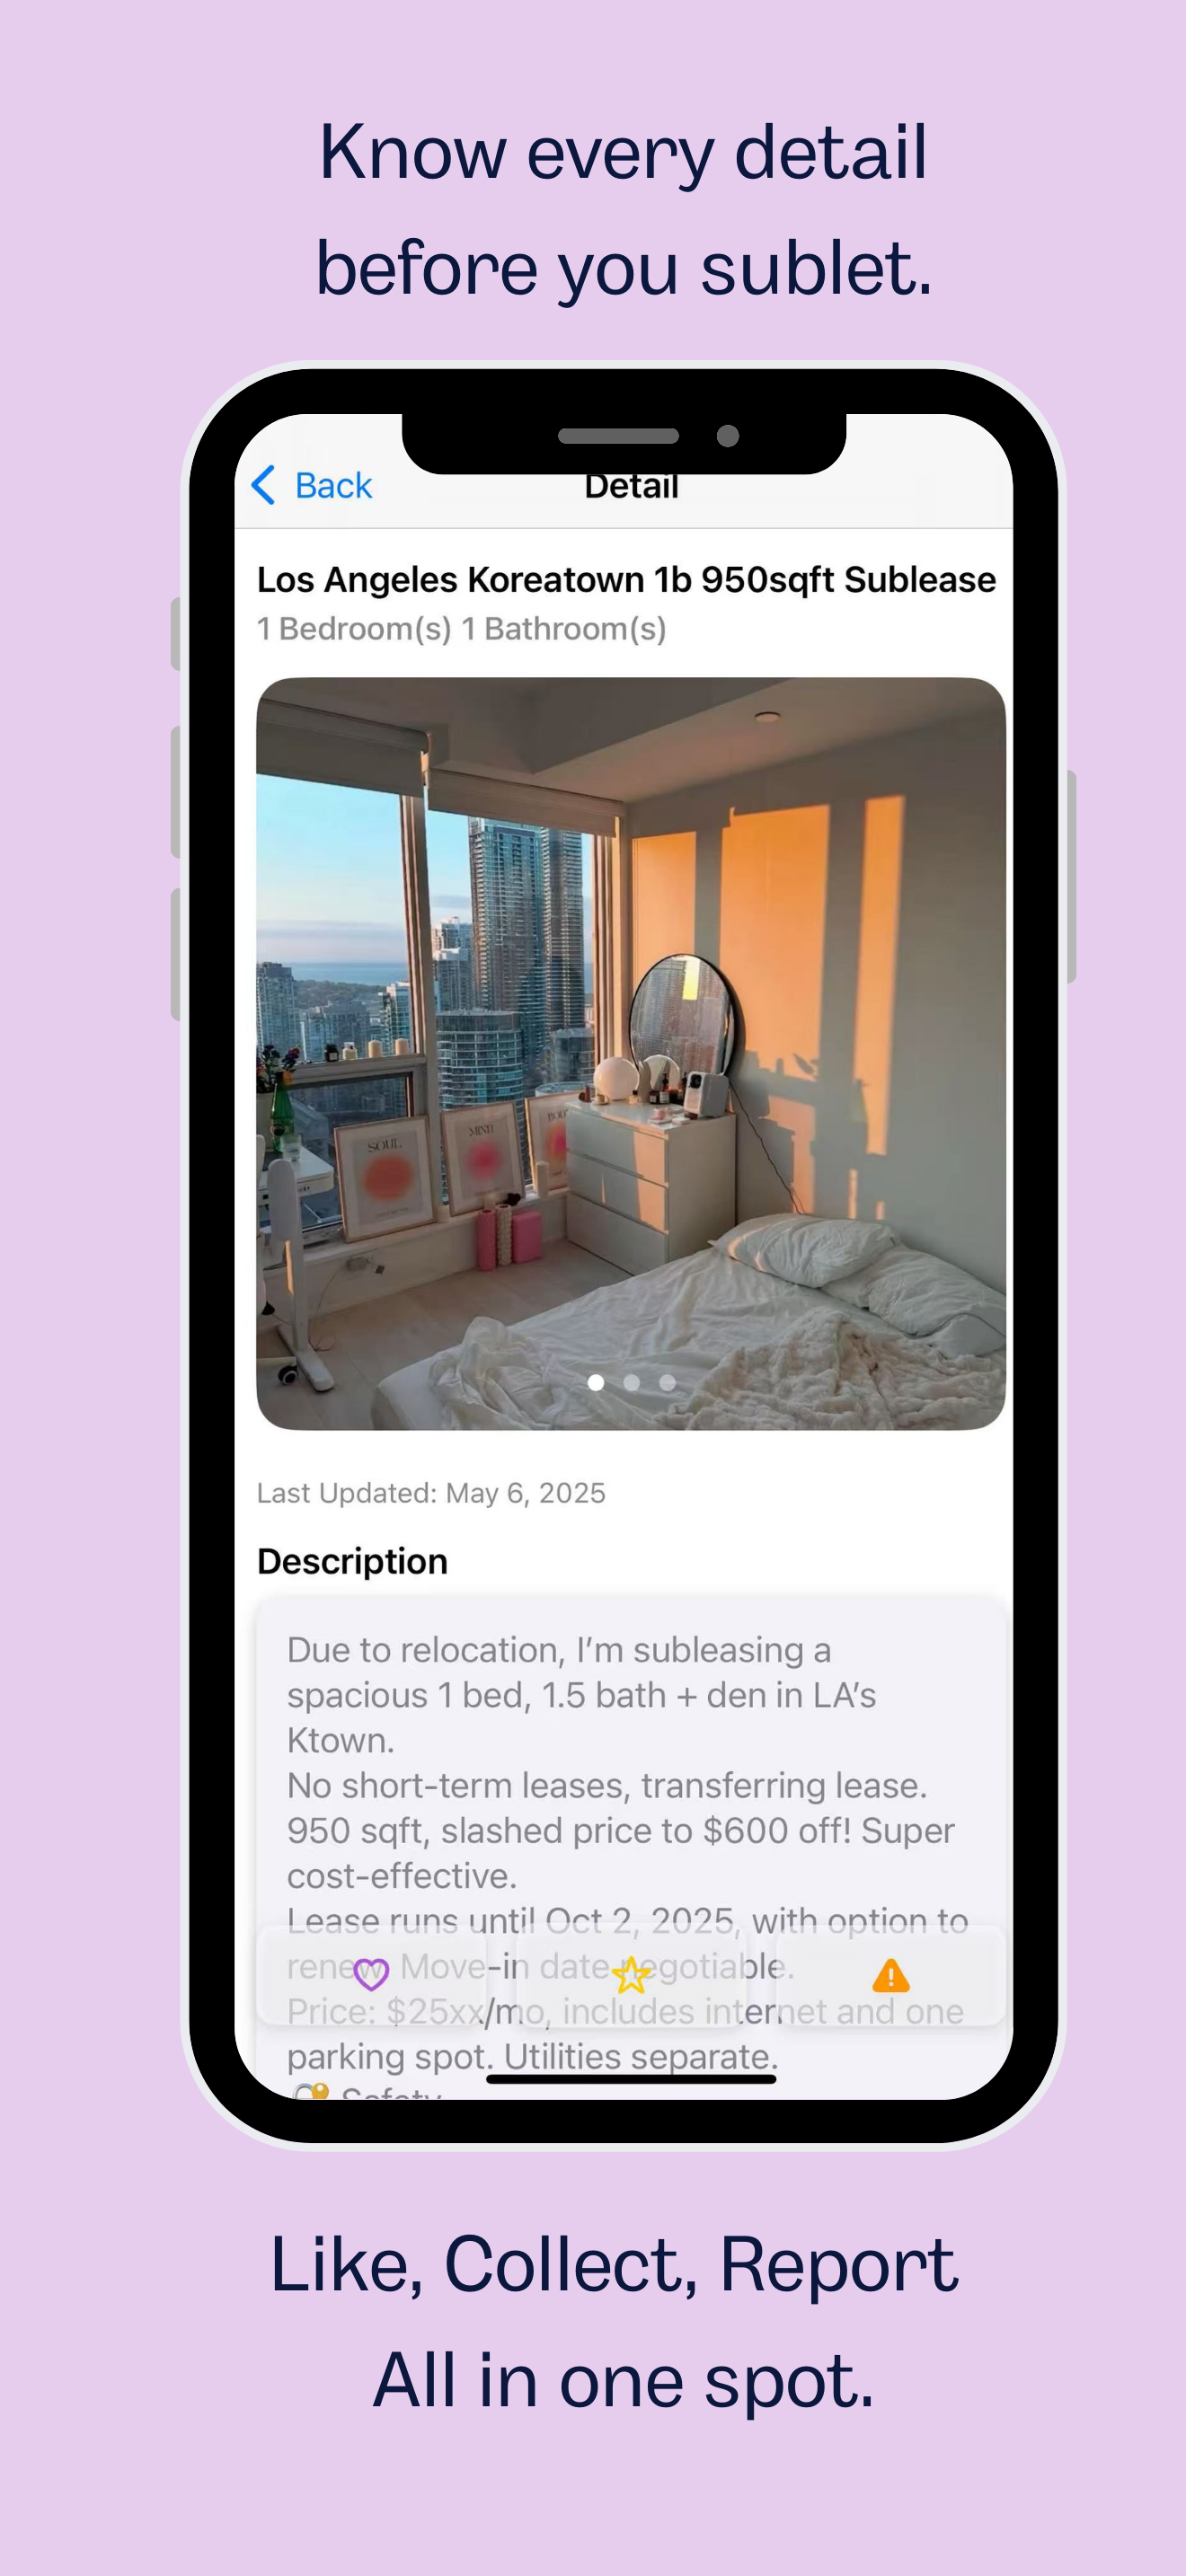 Know every detail
before you sublet.
Back
Detail
Los Angeles Koreatown 1b 950sqft Sublease
1 Bedroom(s) 1 Bathroom(s)
SOUL
MIND
Last Updated: May 6, 2025
Description
Due to relocation, I’m subleasing a
spacious 1 bed, 1.5 bath + den in LA’s
Ktown.
No short-term leases, transferring lease.
950 sqft, slashed price to $600 off! Super
cost-effective.
Lease runs until Oct 2, 2025, with option to
renew. Move-in date negotiable.
Price: $25xx/mo, includes internet and one
parking spot. Utilities separate.
Safety
Like, Collect, Report
All in one spot.